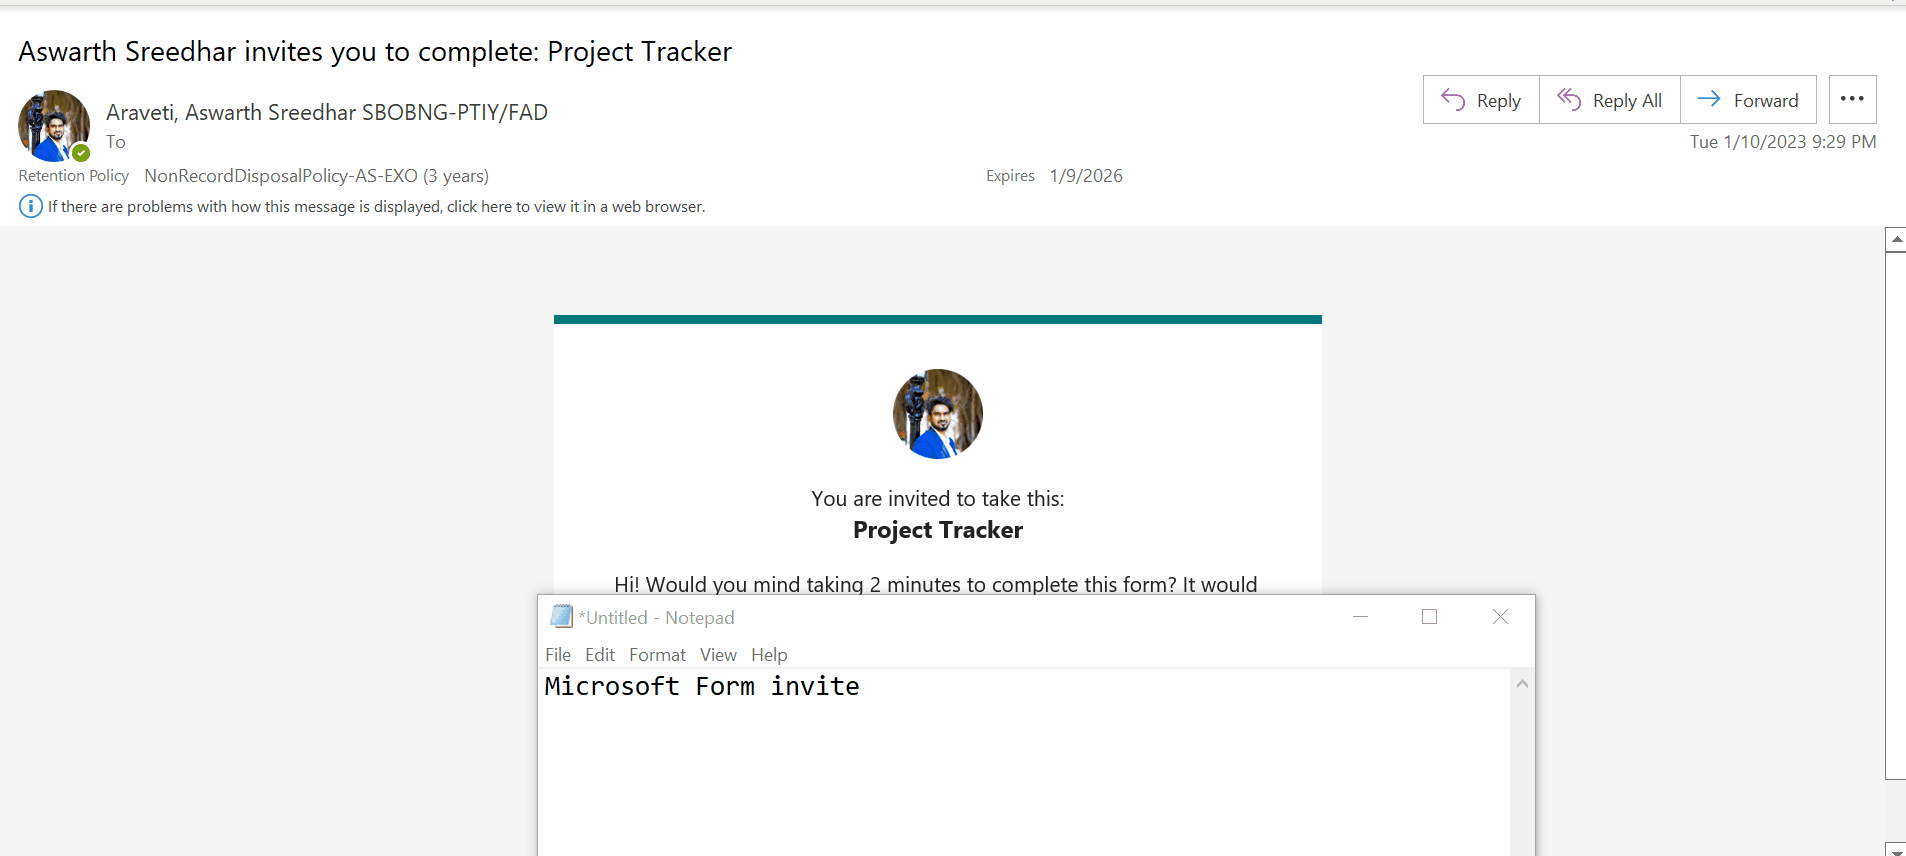 Aswarth Sreedhar invites you to complete: Project Tracker
Araveti, Aswarth Sreedhar SBOBNG-PTIY/FAD
To
Reply
Reply All
Forward
Tue 1/10/2023 9:29 PM
Retention Policy NonRecordDisposalPolicy-AS-EXO (3 years)
Expires 1/9/2026
If there are problems with how this message is displayed, click here to view it in a web browser.
You are invited to take this:
Project Tracker
Hi! Would you mind taking 2 minutes to complete this form? It would
*Untitled - Notepad
File Edit Format View Help
Microsoft Form invite